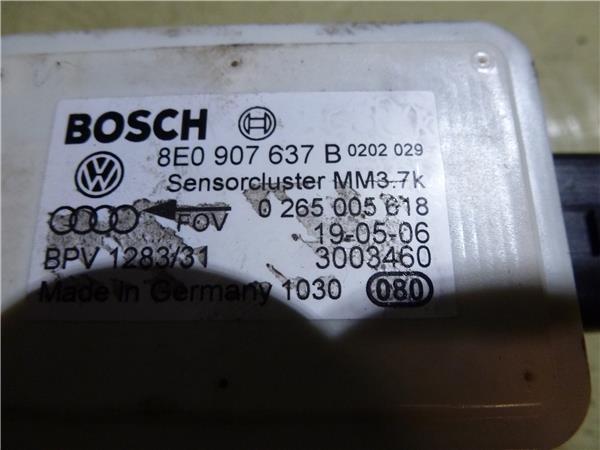 BOSCH
8E0 907 637 B 0202 029
Sensorcluster MM3.7k
FOV 0 265 005 618
19-05-06
BPV 1283/31 3003460
Made in Germany 1030 080